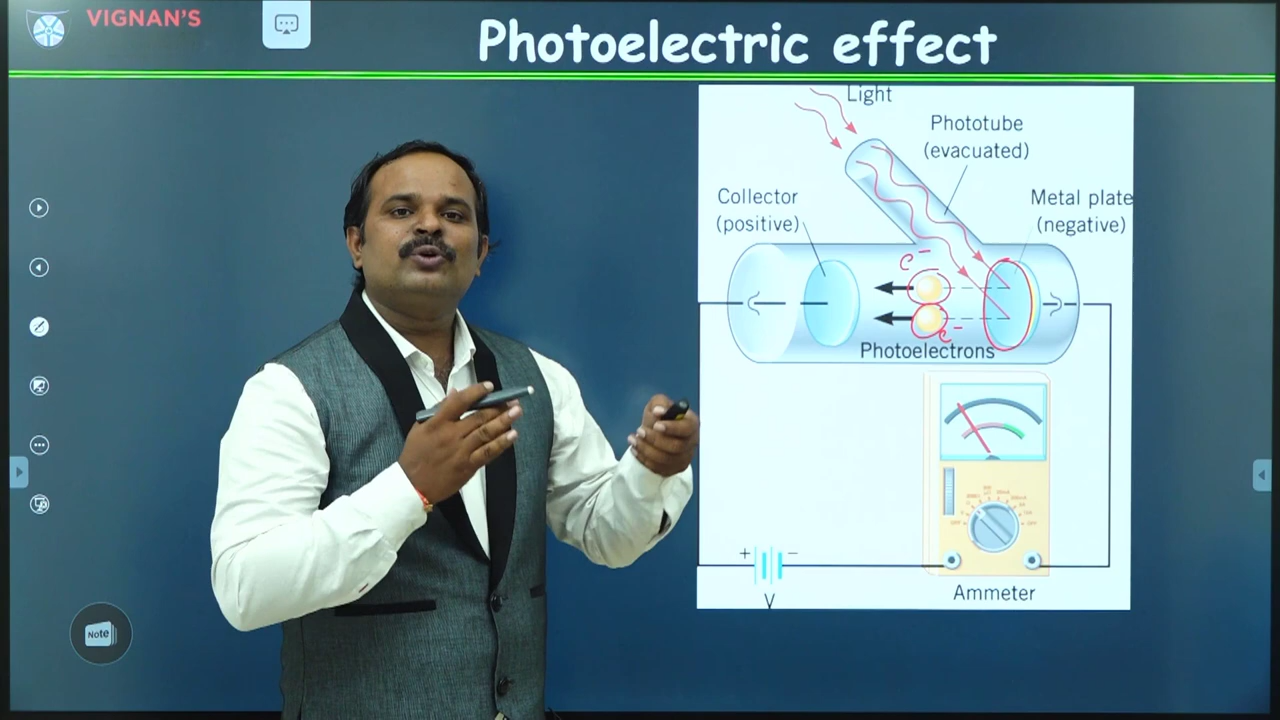 VIGNAN'S
Photoelectric effect
Light
Phototube
(evacuated)
Collector
(positive)
Metal plate
(negative)
e-
e-
Photoelectrons
+
−
V
Ammeter
Note